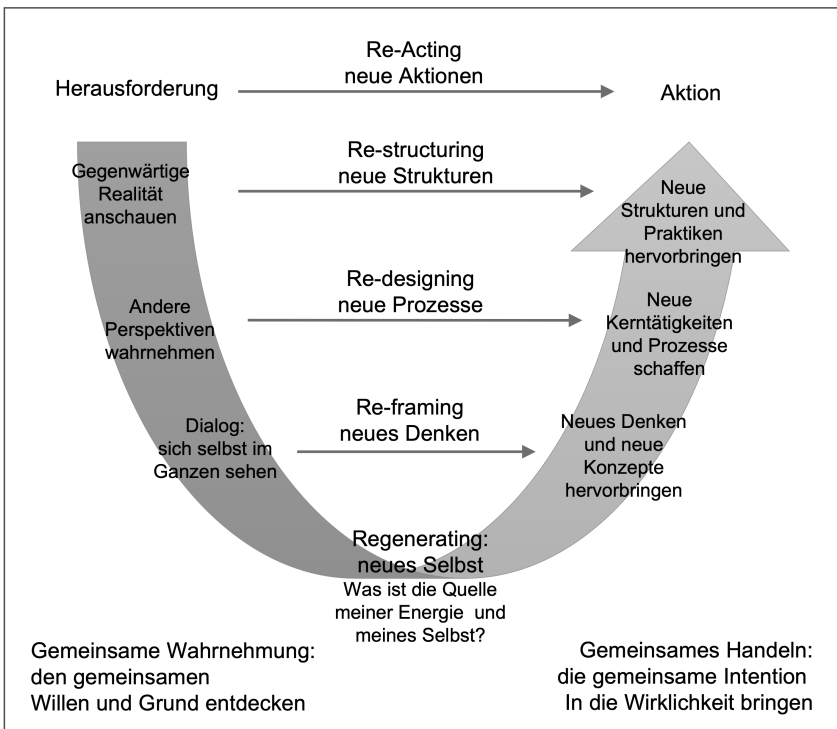 Re-Acting
neue Aktionen
Herausforderung
Aktion
Re-structuring
neue Strukturen
Gegenwärtige
Realität
anschauen
Neue
Strukturen und
Praktiken
hervorbringen
Re-designing
neue Prozesse
Andere
Perspektiven
wahrnehmen
Neue
Kerntätigkeiten
und Prozesse
schaffen
Re-framing
neues Denken
Dialog:
sich selbst im
Ganzen sehen
Neues Denken
und neue
Konzepte
hervorbringen
Regenerating:
neues Selbst
Was ist die Quelle
meiner Energie und
meines Selbst?
Gemeinsame Wahrnehmung:
den gemeinsamen
Willen und Grund entdecken
Gemeinsames Handeln:
die gemeinsame Intention
In die Wirklichkeit bringen